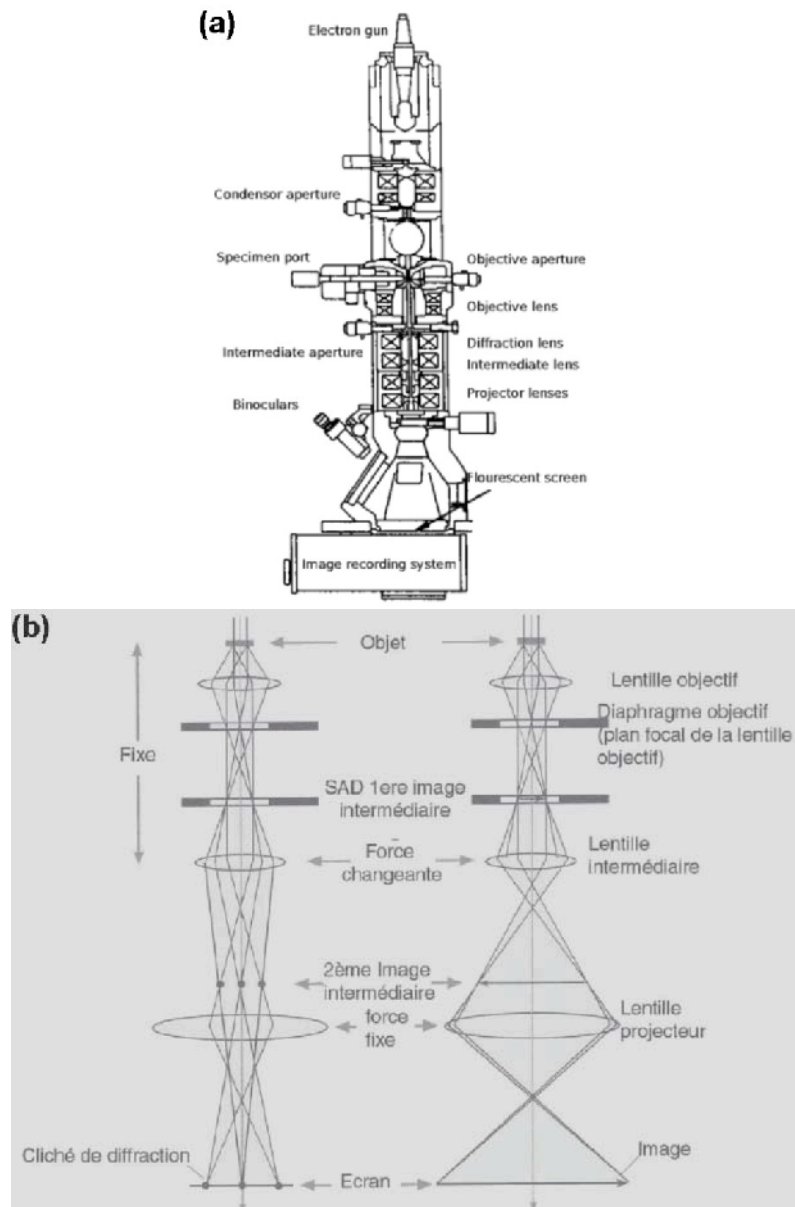 (a)
Electron gun
Condensor aperture
Specimen port
Objective aperture
Objective lens
Intermediate aperture
Diffraction lens
Intermediate lens
Projector lenses
Binoculars
Flourescent screen
Image recording system
(b)
Objet
Lentille objectif
Diaphragme objectif
(plan focal de la lentille
objectif)
Fixe
SAD 1ere image
intermédiaire
Force
changeante
Lentille
intermédiaire
2ème Image
intermédiaire
force
fixe
Lentille
projecteur
Cliché de diffraction
Ecran
Image